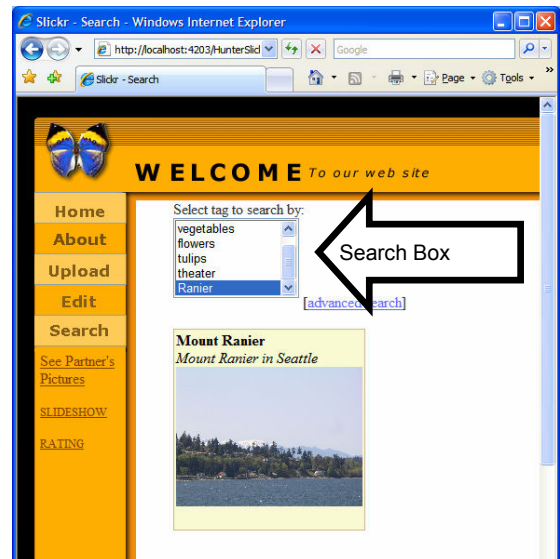 Slickr - Search - Windows Internet Explorer
http://localhost:4203/HunterSlid
Google
Slickr - Search
Page
Tools
»
WELCOME To our web site
Home
About
Upload
Edit
Search
See Partner's
Pictures
SLIDESHOW
RATING
Select tag to search by:
vegetables
flowers
tulips
theater
Ranier
Search Box
[advanced search]
Mount Ranier
Mount Ranier in Seattle